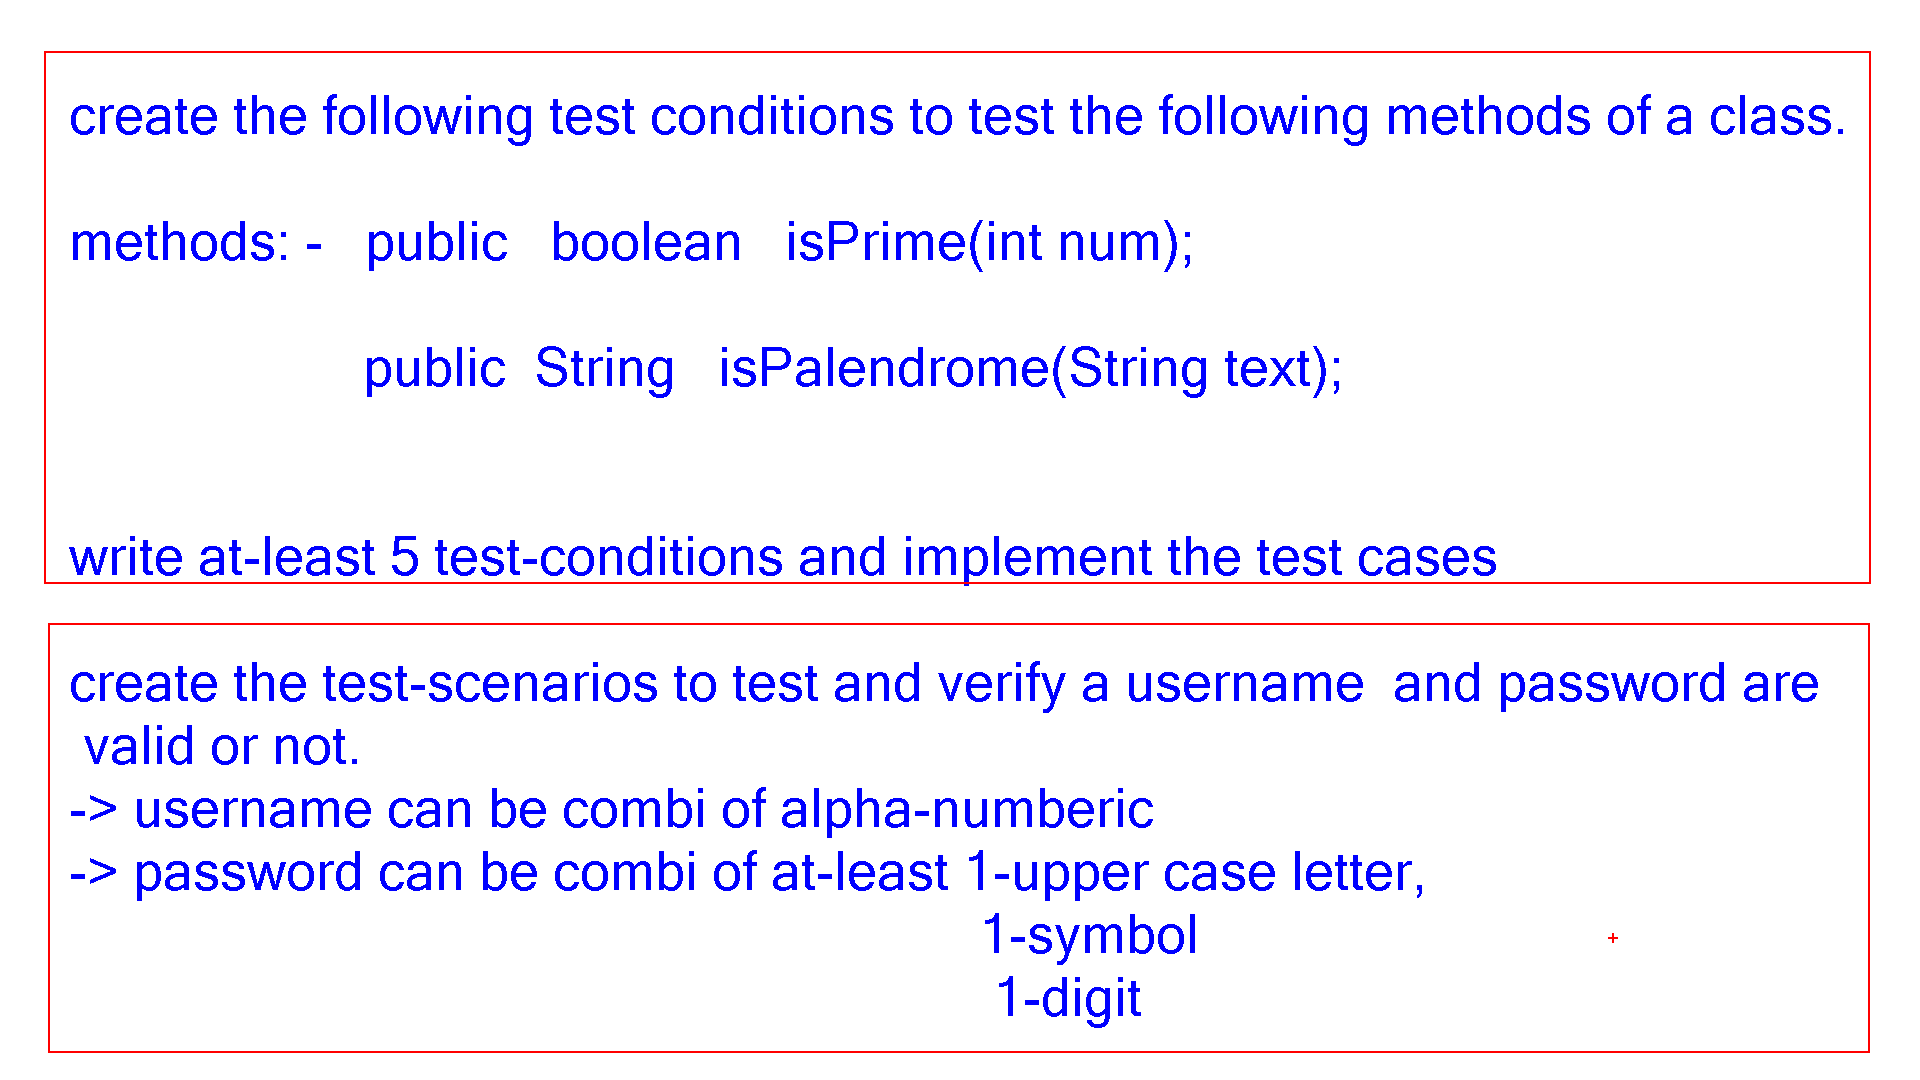 create the following test conditions to test the following methods of a class.
methods: - public boolean isPrime(int num);
public String isPalendrome(String text);
write at-least 5 test-conditions and implement the test cases
create the test-scenarios to test and verify a username and password are
valid or not.
-> username can be combi of alpha-numberic
-> password can be combi of at-least 1-upper case letter,
1-symbol
1-digit